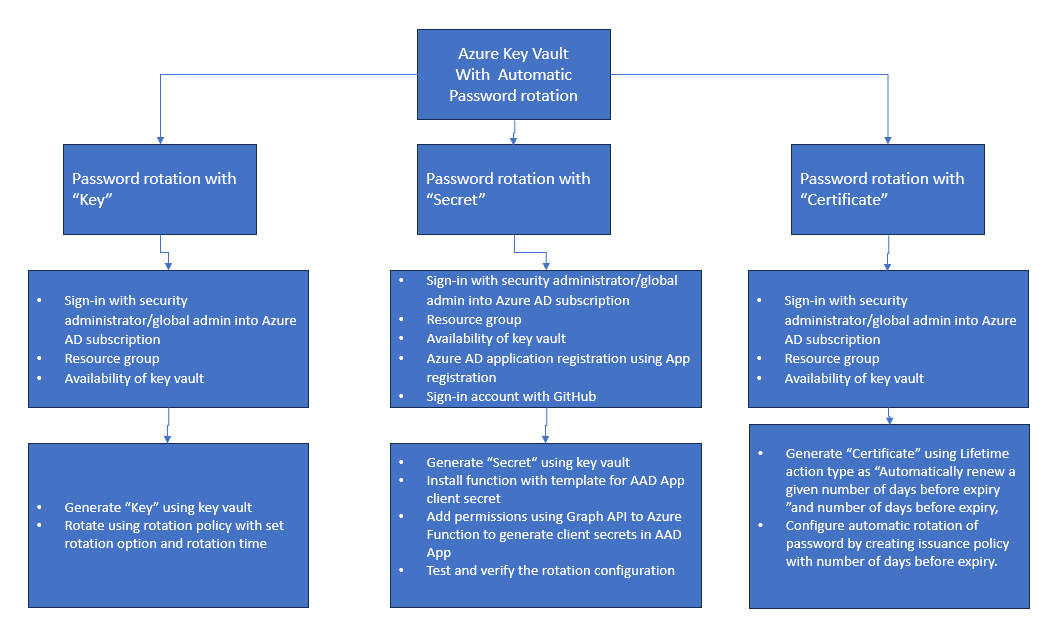 Azure Key Vault
With  Automatic
Password rotation
Password rotation with
“Key”
Password rotation with
“Secret”
Password rotation with
“Certificate”
• Sign-in with security
administrator/global admin into Azure
AD subscription
• Resource group
• Availability of key vault
• Sign-in with security administrator/global
admin into Azure AD subscription
• Resource group
• Availability of key vault
• Azure AD application registration using App
registration
• Sign-in account with GitHub
• Sign-in with security
administrator/global admin into Azure
AD subscription
• Resource group
• Availability of key vault
• Generate “Key” using key vault
• Rotate using rotation policy with set
rotation option and rotation time
• Generate “Secret“ using key vault
• Install function with template for AAD App
client secret
• Add permissions using Graph API to Azure
Function to generate client secrets in AAD
App
• Test and verify the rotation configuration
• Generate “Certificate” using Lifetime
action type as “Automatically renew a
given number of days before expiry
”and number of days before expiry,
• Configure automatic rotation of
password by creating issuance policy
with number of days before expiry.